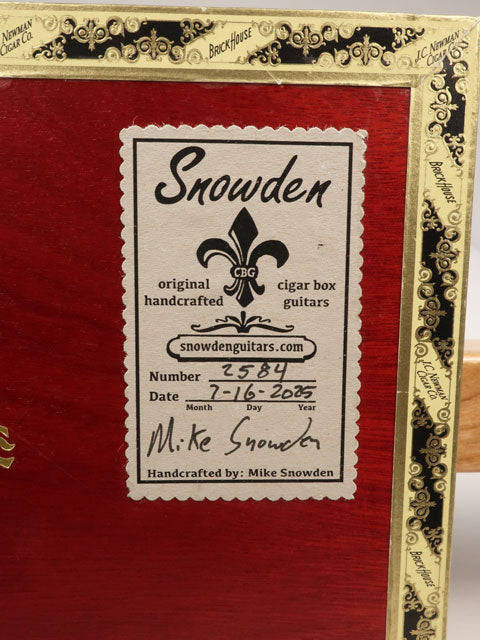 J.C. NEWMAN
CIGAR CO.
BRICKHOUSE
J.C. NEWMAN
CIGAR CO.
Snowden
CBG
original cigar box
handcrafted guitars
snowdenguitars.com
Number 2584
Date 7-16-2025
Month Day Year
Mike Snowden
Handcrafted by: Mike Snowden
BRICKHOUSE
J.C. NEWMAN
CIGAR CO.
BRICKHOUSE